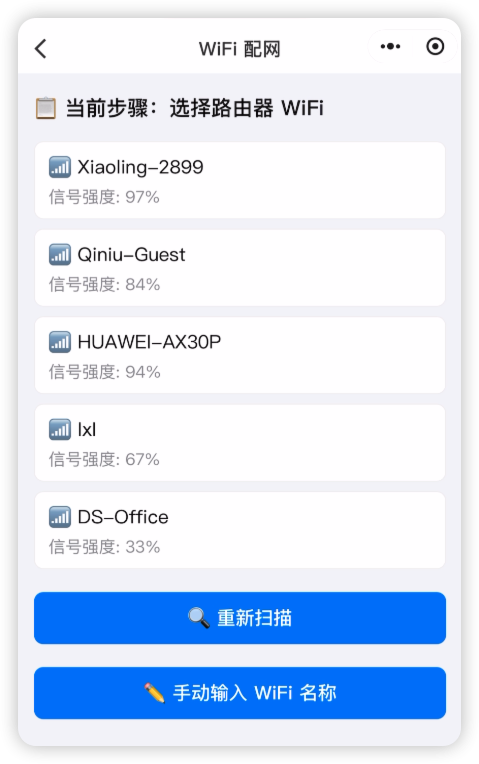 WiFi 配网
当前步骤：选择路由器 WiFi
Xiaoling-2899
信号强度: 97%
Qiniu-Guest
信号强度: 84%
HUAWEI-AX30P
信号强度: 94%
lxl
信号强度: 67%
DS-Office
信号强度: 33%
重新扫描
手动输入 WiFi 名称